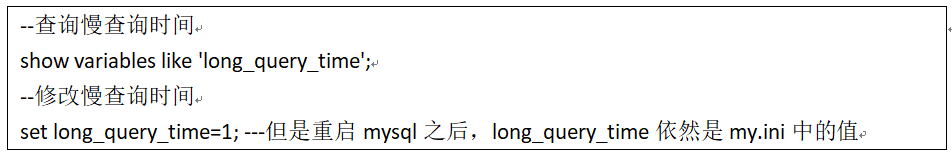 --查询慢查询时间
show variables like 'long_query_time';
--修改慢查询时间
set long_query_time=1; ---但是重启 mysql 之后，long_query_time 依然是 my.ini 中的值